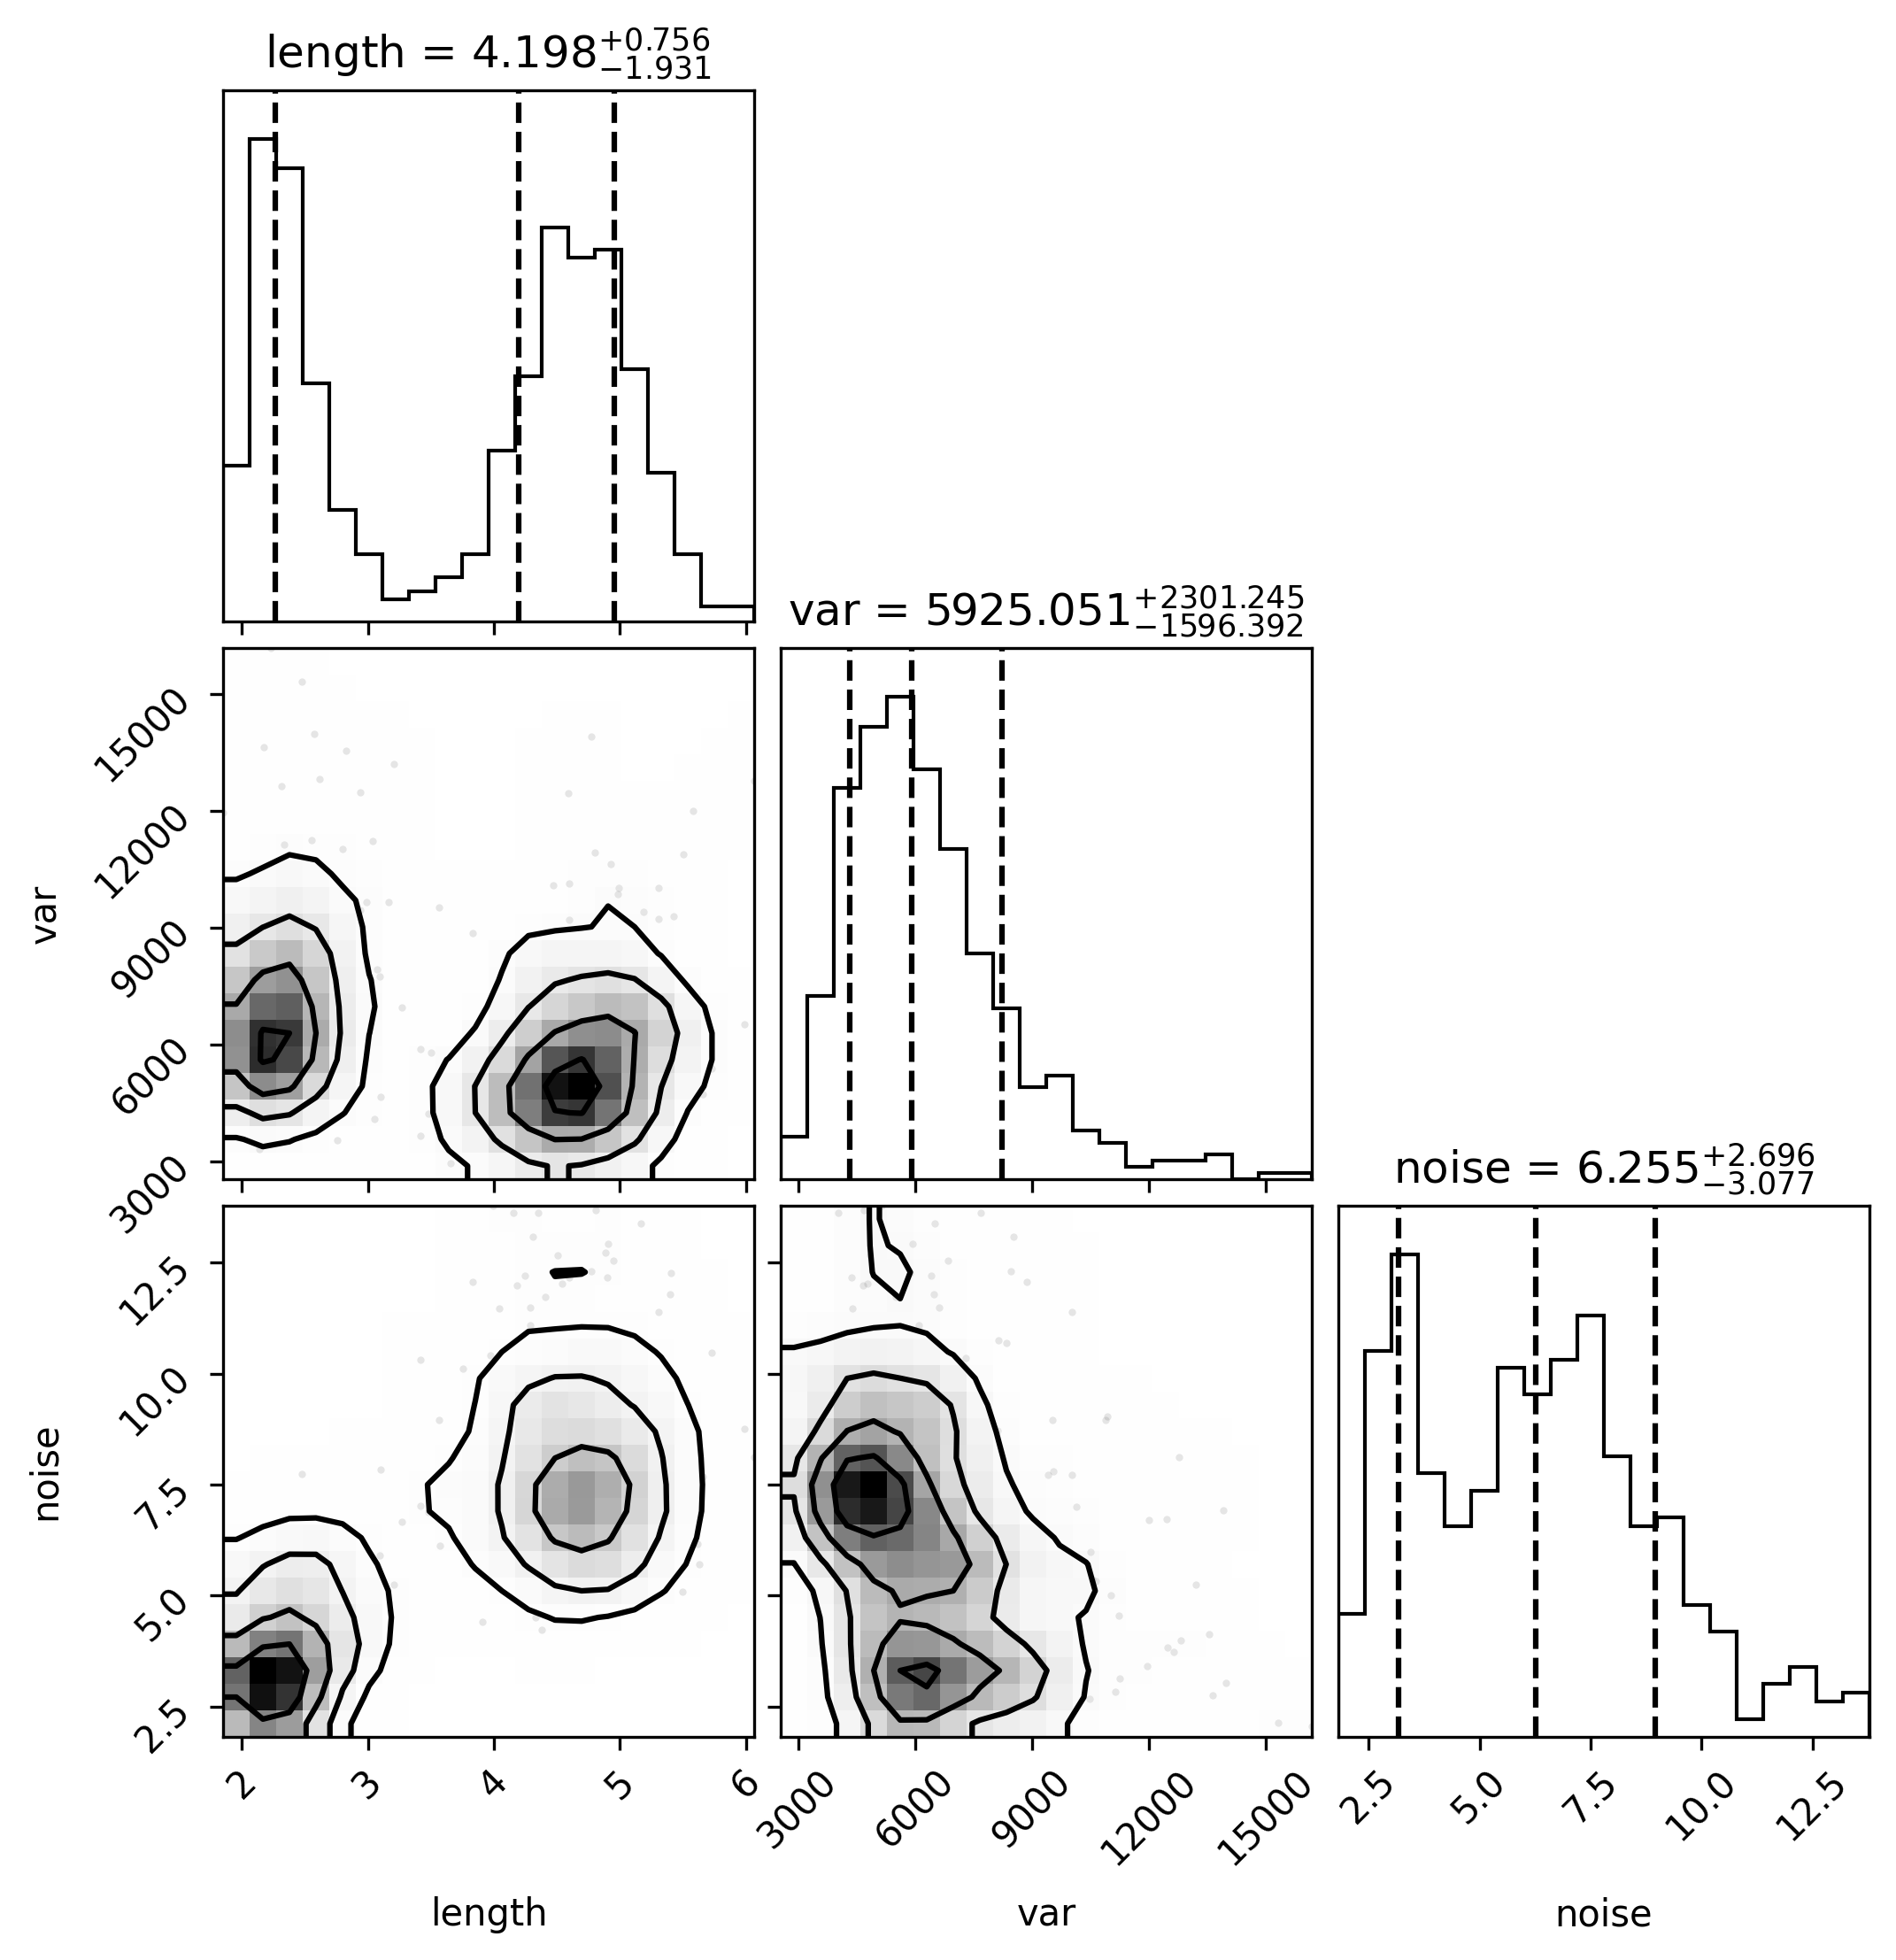 length = 4.198 +0.756 −1.931
var = 5925.051 +2301.245 −1596.392
15000
12000
9000
6000
3000
var
noise = 6.255 +2.696 −3.077
12.5
10.0
7.5
5.0
2.5
noise
2 3 4 5 6
3000 6000 9000 12000 15000
2.5 5.0 7.5 10.0 12.5
length
var
noise